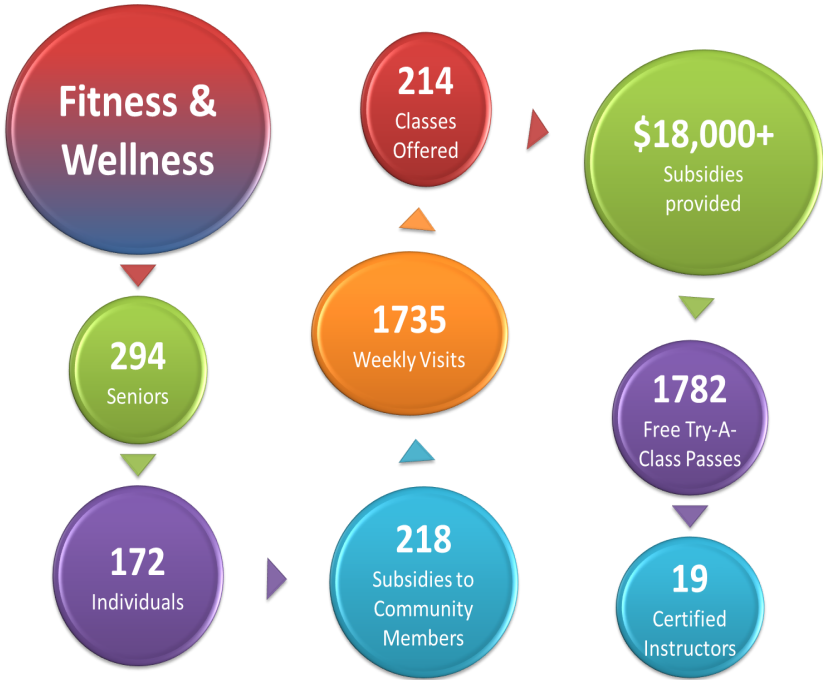 Fitness &
Wellness
294
Seniors
172
Individuals
218
Subsidies to
Community
Members
1735
Weekly Visits
214
Classes
Offered
$18,000+
Subsidies
provided
1782
Free Try-A-
Class Passes
19
Certified
Instructors